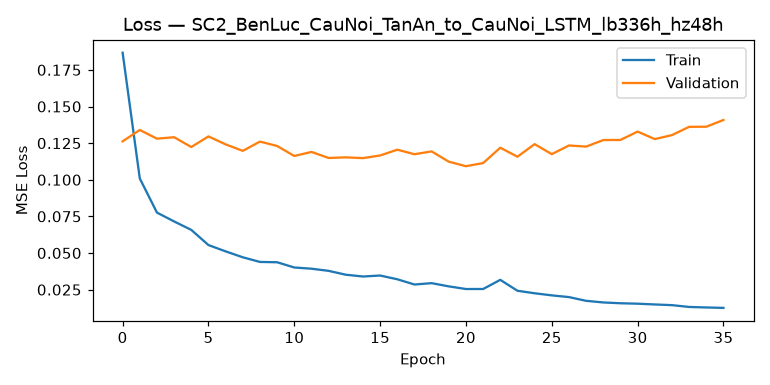 Loss — SC2_BenLuc_CauNoi_TanAn_to_CauNoi_LSTM_lb336h_hz48h
Train
Validation
MSE Loss
0.175
0.150
0.125
0.100
0.075
0.050
0.025
0 5 10 15 20 25 30 35
Epoch